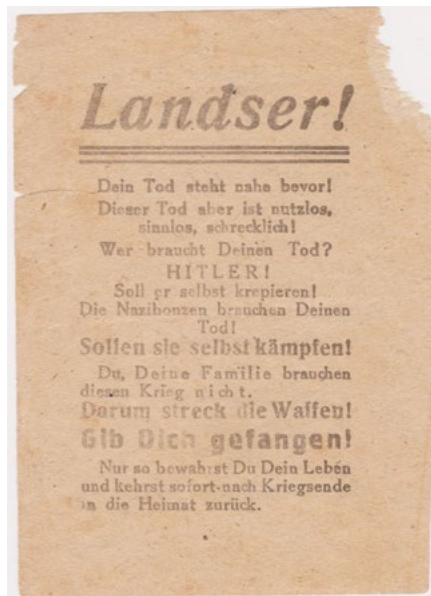 Landser!
Dein Tod steht nahe bevor!
Dieser Tod aber ist nutzlos,
sinnlos, schrecklich!
Wer braucht Deinen Tod?
HITLER!
Soll er selbst krepieren!
Die Nazibonzen brauchen Deinen
Tod!
Sollen sie selbst kämpfen!
Du, Deine Familie brauchen
diesen Krieg nicht.
Darum streck die Waffen!
Gib Dich gefangen!
Nur so bewahrst Du Dein Leben
und kehrst sofort nach Kriegsende
in die Heimat zurück.